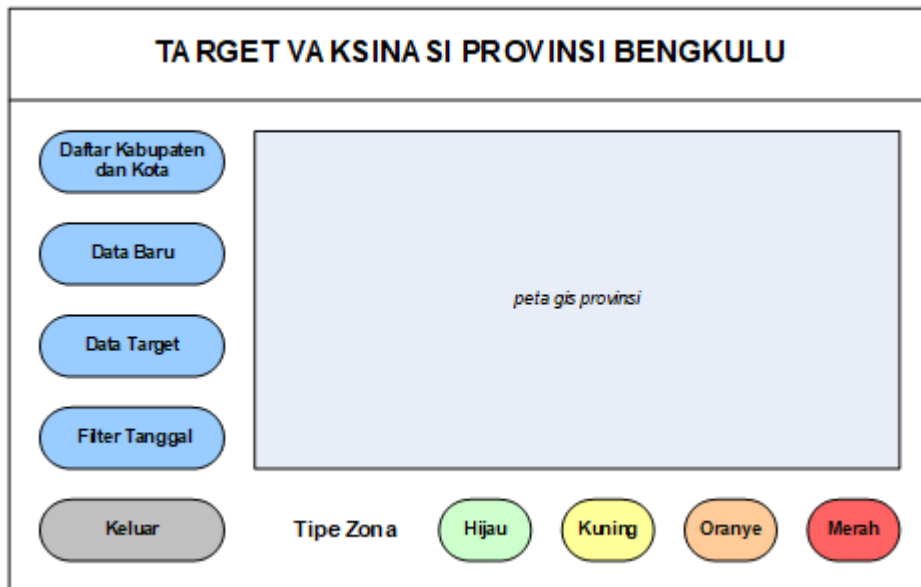 TARGET VAKSINASI PROVINSI BENGKULU
Daftar Kabupaten
dan Kota
Data Baru
Data Target
Filter Tanggal
Keluar
peta gis provinsi
Tipe Zona
Hijau
Kuning
Oranye
Merah